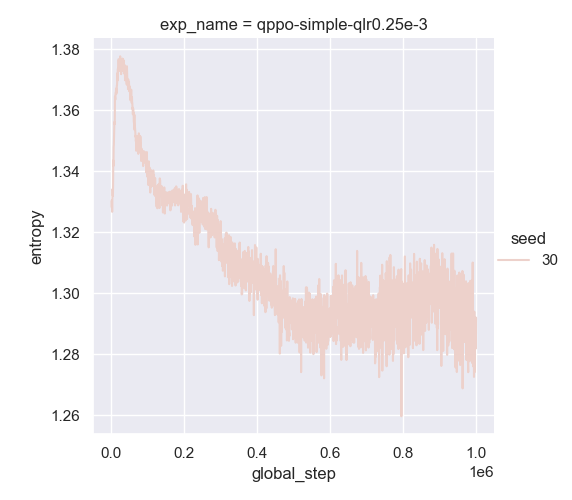 exp_name = qppo-simple-qlr0.25e-3
1.38
1.36
1.34
1.32
1.30
1.28
1.26
entropy
seed
30
0.0 0.2 0.4 0.6 0.8 1.0
global_step
1e6